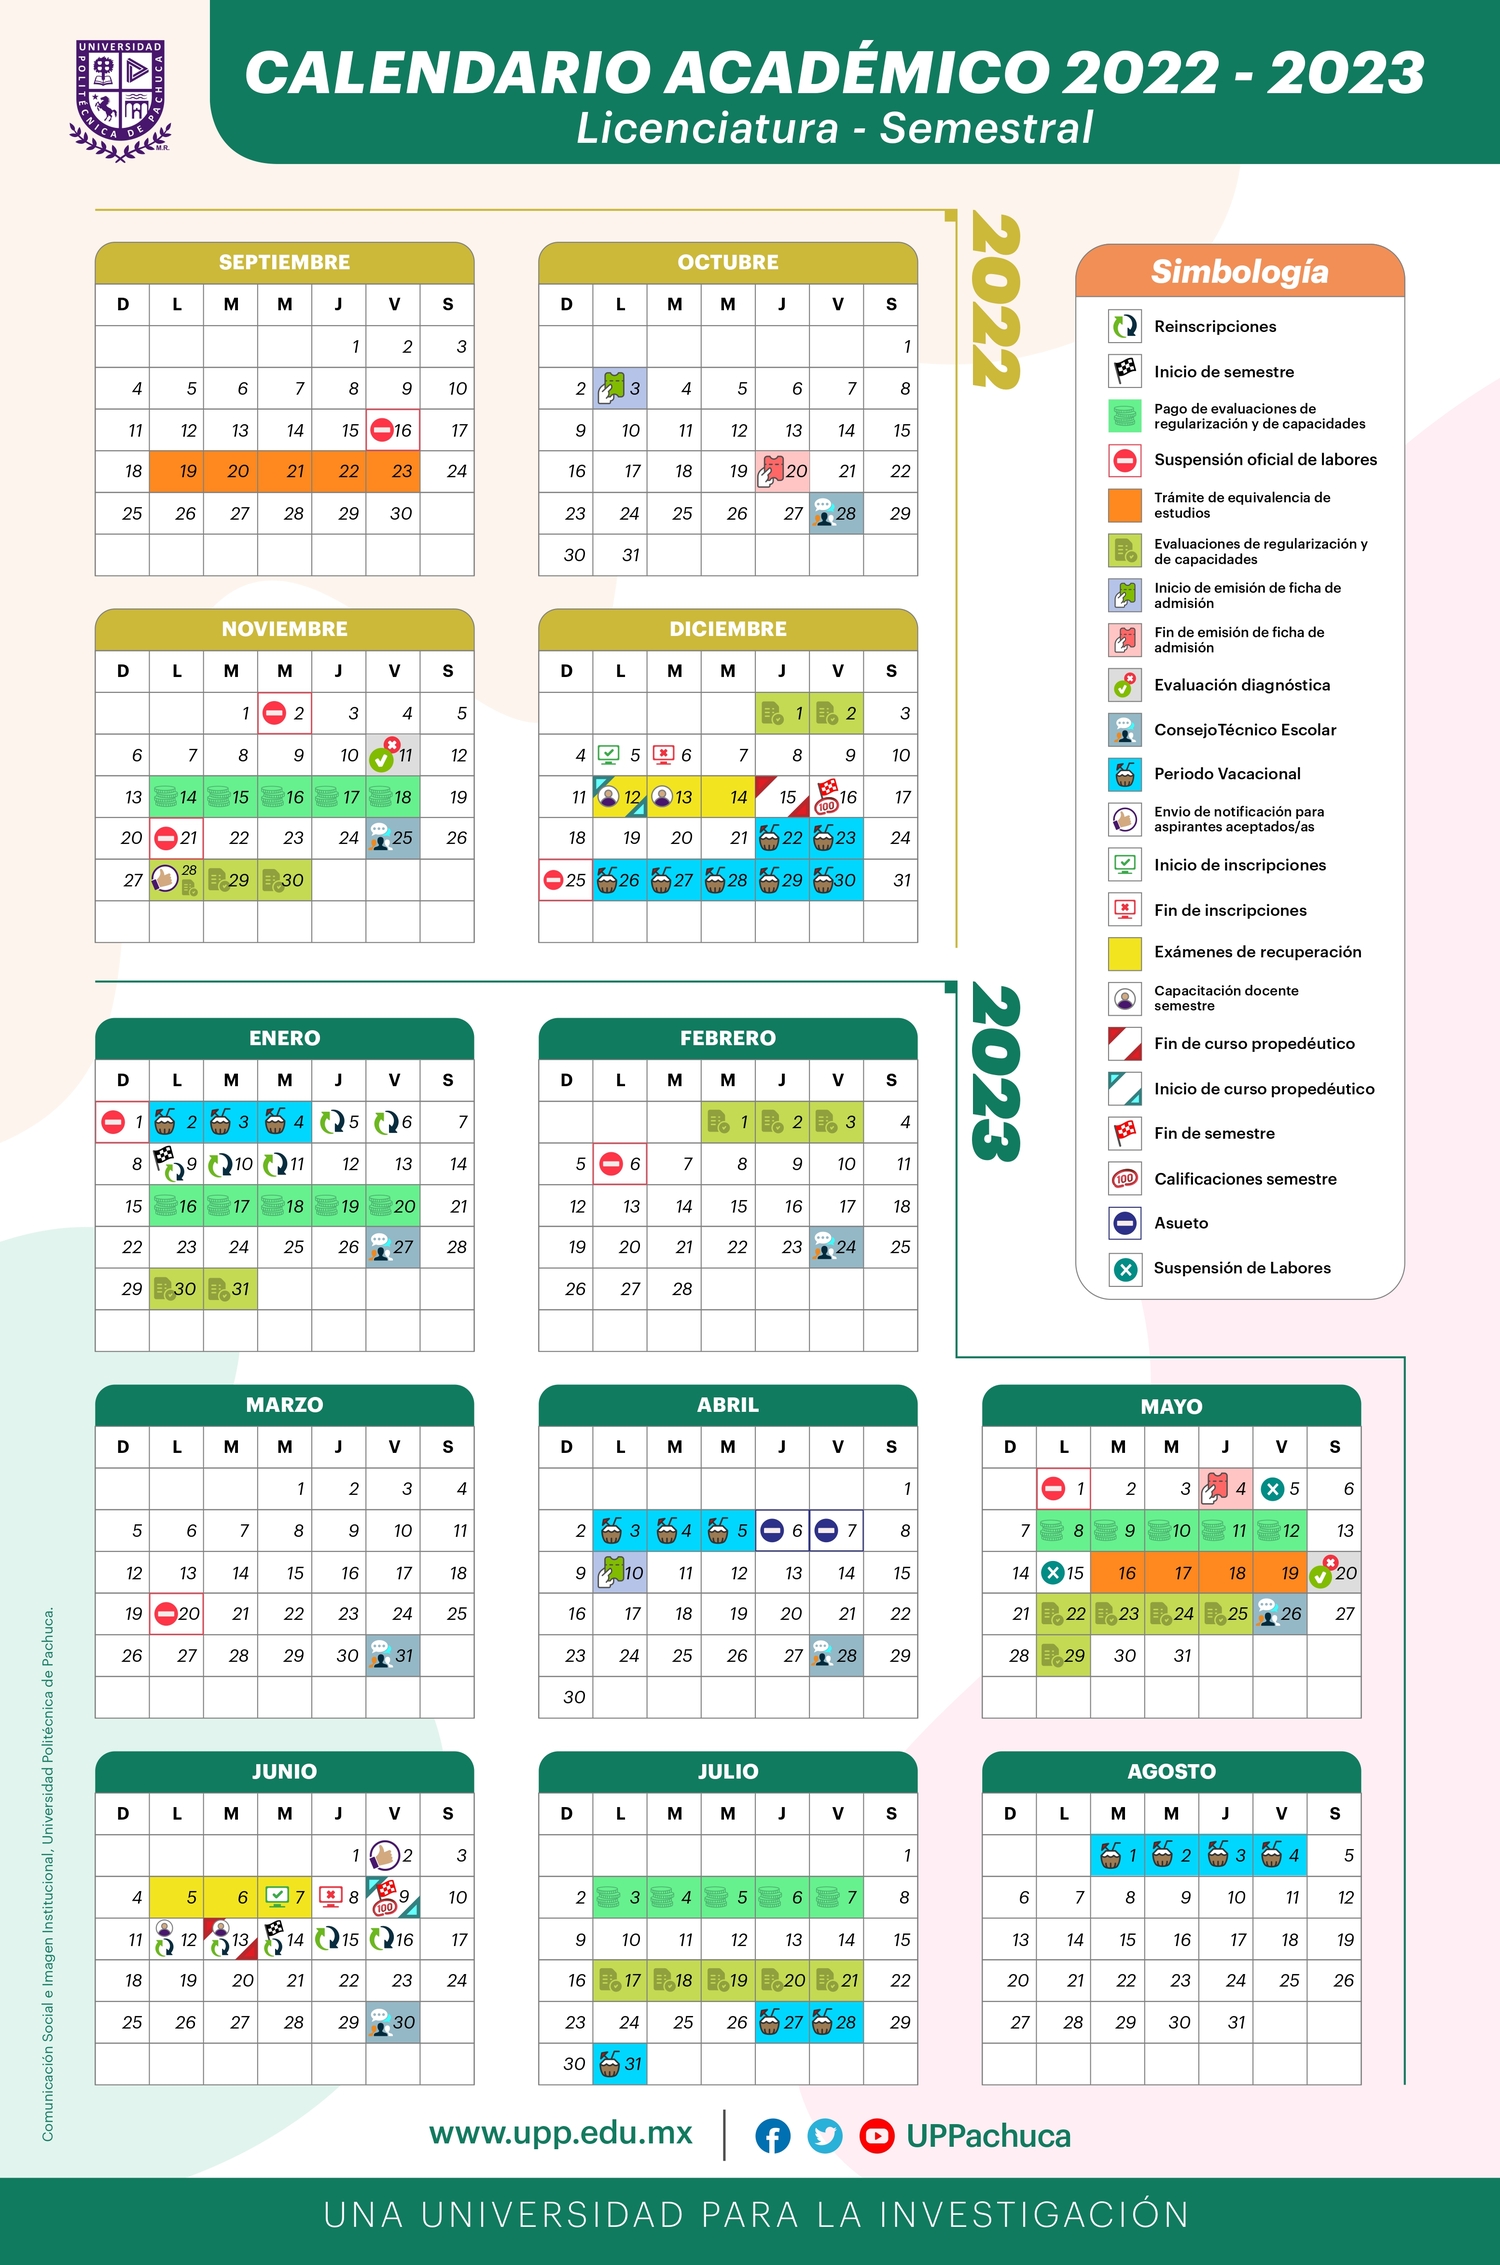 UNIVERSIDAD
POLITÉCNICA DE PACHUCA
M.R.
CALENDARIO ACADÉMICO 2022 - 2023
Licenciatura - Semestral
2022
SEPTIEMBRE
D L M M J V S
1 2 3
4 5 6 7 8 9 10
11 12 13 14 15 16 17
18 19 20 21 22 23 24
25 26 27 28 29 30
OCTUBRE
D L M M J V S
1
2 3 4 5 6 7 8
9 10 11 12 13 14 15
16 17 18 19 20 21 22
23 24 25 26 27 28 29
30 31
NOVIEMBRE
D L M M J V S
1 2 3 4 5
6 7 8 9 10 11 12
13 14 15 16 17 18 19
20 21 22 23 24 25 26
27 28 29 30
DICIEMBRE
D L M M J V S
1 2 3
4 5 6 7 8 9 10
11 12 13 14 15 100 16 17
18 19 20 21 22 23 24
25 26 27 28 29 30 31
Simbología
Reinscripciones
Inicio de semestre
Pago de evaluaciones de
regularización y de capacidades
Suspensión oficial de labores
Trámite de equivalencia de
estudios
Evaluaciones de regularización y
de capacidades
Inicio de emisión de ficha de
admisión
Fin de emisión de ficha de
admisión
Evaluación diagnóstica
ConsejoTécnico Escolar
Periodo Vacacional
Envio de notificación para
aspirantes aceptados/as
Inicio de inscripciones
Fin de inscripciones
Exámenes de recuperación
Capacitación docente
semestre
Fin de curso propedéutico
Inicio de curso propedéutico
Fin de semestre
100 Calificaciones semestre
Asueto
Suspensión de Labores
2023
ENERO
D L M M J V S
1 2 3 4 5 6 7
8 9 10 11 12 13 14
15 16 17 18 19 20 21
22 23 24 25 26 27 28
29 30 31
FEBRERO
D L M M J V S
1 2 3 4
5 6 7 8 9 10 11
12 13 14 15 16 17 18
19 20 21 22 23 24 25
26 27 28
MARZO
D L M M J V S
1 2 3 4
5 6 7 8 9 10 11
12 13 14 15 16 17 18
19 20 21 22 23 24 25
26 27 28 29 30 31
ABRIL
D L M M J V S
1
2 3 4 5 6 7 8
9 10 11 12 13 14 15
16 17 18 19 20 21 22
23 24 25 26 27 28 29
30
MAYO
D L M M J V S
1 2 3 4 5 6
7 8 9 10 11 12 13
14 15 16 17 18 19 20
21 22 23 24 25 26 27
28 29 30 31
JUNIO
D L M M J V S
1 2 3
4 5 6 7 8 100 9 10
11 12 13 14 15 16 17
18 19 20 21 22 23 24
25 26 27 28 29 30
JULIO
D L M M J V S
1
2 3 4 5 6 7 8
9 10 11 12 13 14 15
16 17 18 19 20 21 22
23 24 25 26 27 28 29
30 31
AGOSTO
D L M M J V S
1 2 3 4 5
6 7 8 9 10 11 12
13 14 15 16 17 18 19
20 21 22 23 24 25 26
27 28 29 30 31
Comunicación Social e Imagen Institucional, Universidad Politécnica de Pachuca.
www.upp.edu.mx
UPPachuca
UNA UNIVERSIDAD PARA LA INVESTIGACIÓN